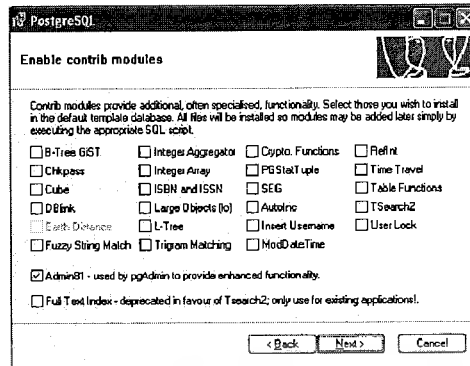 PostgreSQL
Enable contrib modules
Contrib modules provide additional, often specialised, functionality. Select those you wish to install
in the default template database. All files will be installed so modules may be added later simply by
executing the appropriate SQL script.
B-Tree GiST Integer Aggregator Crypto. Functions RefInt
Chkpass Integer Array PGStatTuple Time Travel
Cube ISBN and ISSN SEG Table Functions
DBlink Large Objects (lo) AutoInc TSearch2
Earth Distance L-Tree Insert Username User Lock
Fuzzy String Match Trigram Matching ModDateTime
Admin81 - used by pgAdmin to provide enhanced functionality.
Full Text Index - deprecated in favour of Tsearch2; only use for existing applications!.
< Back Next > Cancel